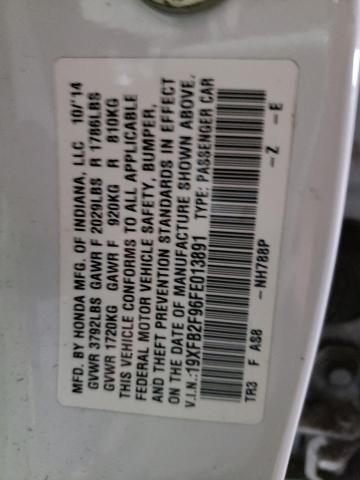 MFD. BY HONDA MFG. OF INDIANA, LLC 10/'14
GVWR 3792LBS GAWR F 2029LBS R 1786LBS
GVWR 1720KG GAWR F 920KG R 810KG
THIS VEHICLE CONFORMS TO ALL APPLICABLE
FEDERAL MOTOR VEHICLE SAFETY, BUMPER,
AND THEFT PREVENTION STANDARDS IN EFFECT
ON THE DATE OF MANUFACTURE SHOWN ABOVE.
V.I.N.:19XFB2F96FE013891 TYPE: PASSENGER CAR
TR3 F AS8 -NH788P -Z -E